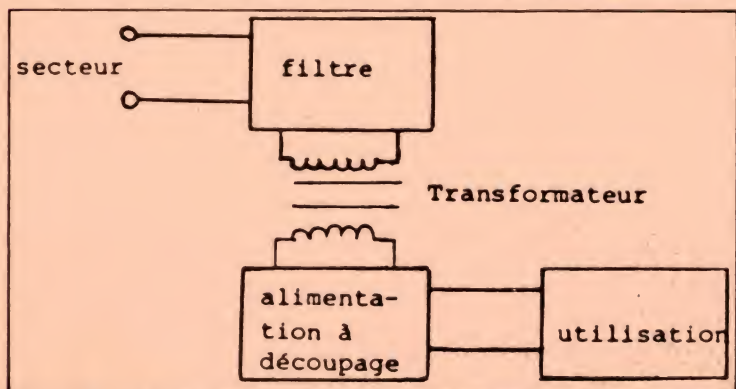 secteur
filtre
Transformateur
alimenta-
tion à
découpage
utilisation